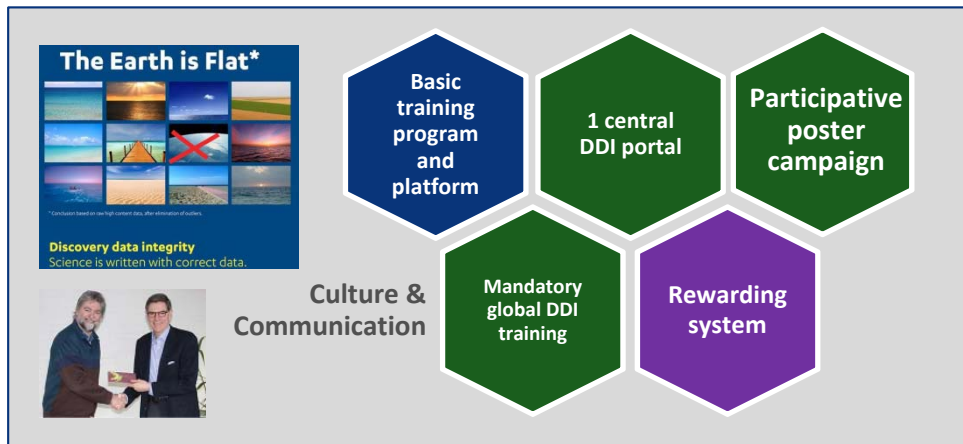 The Earth is Flat*
* Conclusion based on raw high content data, after elimination of outliers.
Discovery data integrity
Science is written with correct data.
Culture &
Communication
Basic
training
program
and
platform
1 central
DDI portal
Participative
poster
campaign
Mandatory
global DDI
training
Rewarding
system